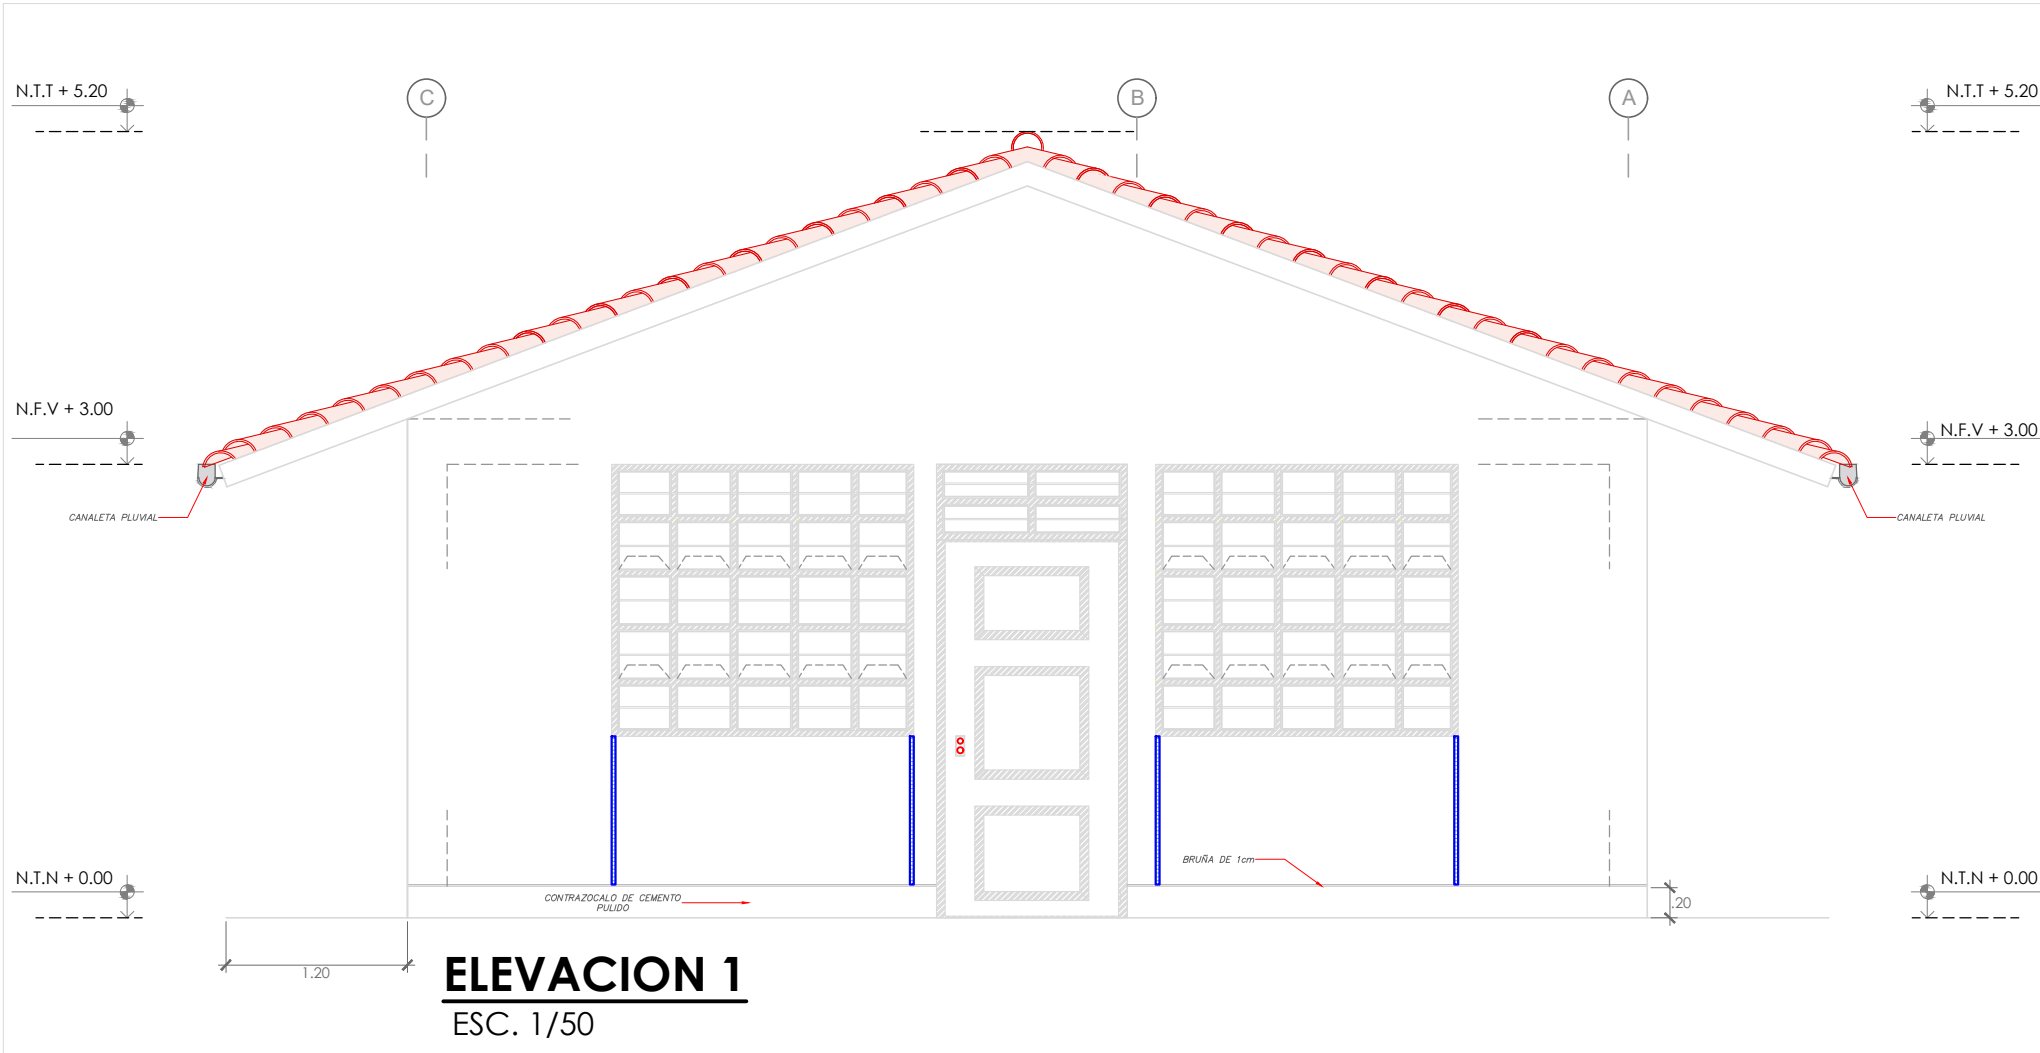 N.T.T + 5.20
C
B
A
N.T.T + 5.20
N.F.V + 3.00
N.F.V + 3.00
CANALETA PLUVIAL
CANALETA PLUVIAL
BRUÑA DE 1cm
N.T.N + 0.00
N.T.N + 0.00
CONTRAZOCALO DE CEMENTO
PULIDO
.20
1.20
ELEVACION 1
ESC. 1/50